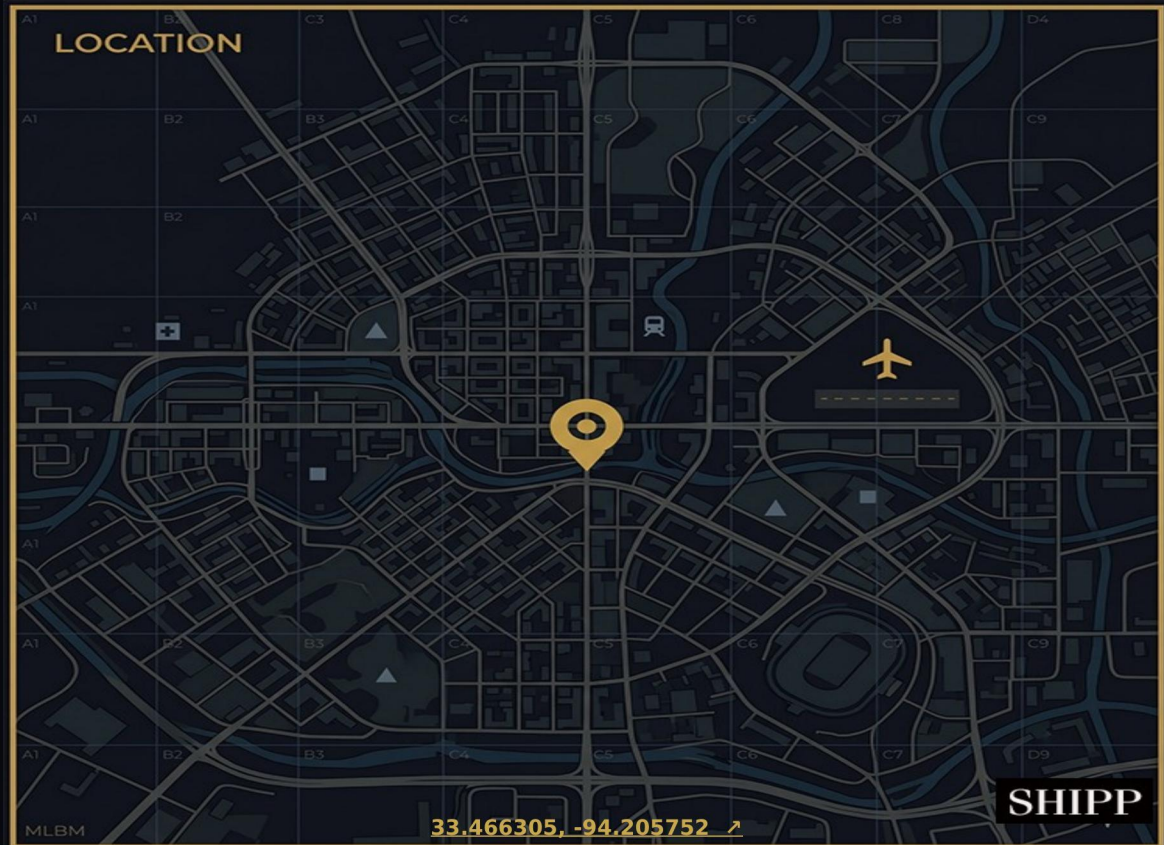 A1 B2 C3 C4 C5 C6 C8 D4
LOCATION
A1 B2 B3 C4 C5 C6 C7 C9
A1 B2
A1
A1
A1 B2 B3 C4 C5 C6 C7 C9
A1 B2 B3 C4 C5 C6 C7 D9
SHIPP
MLBM
33.466305, -94.205752 ↗